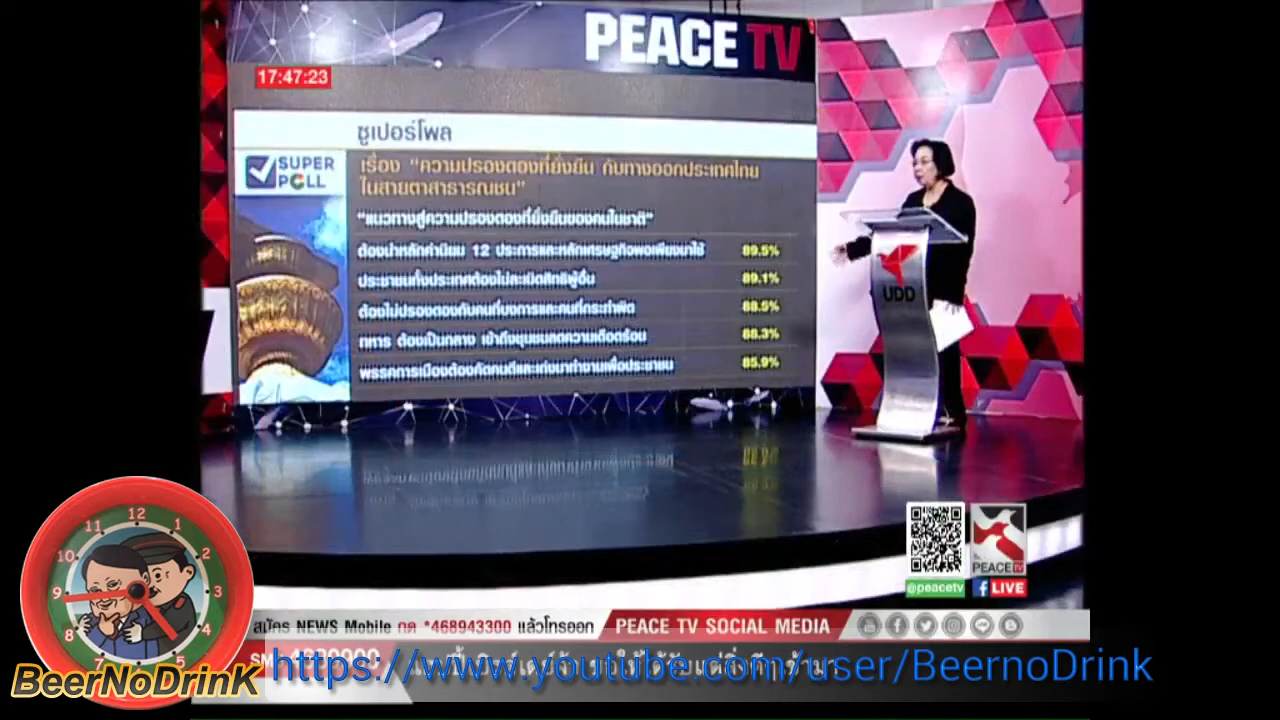 PEACE TV
17:47:23
ซูเปอร์โพล
SUPER POLL
เรื่อง "ความปรองดองที่ยั่งยืน กับทางออกประเทศไทย
ในสายตาสาธารณชน"
"แนวทางสู่ความปรองดองที่ยั่งยืนของคนในชาติ"
ต้องนำหลักค่านิยม 12 ประการและหลักเศรษฐกิจพอเพียงมาใช้ 89.5%
ประชาชนทั้งประเทศต้องไม่ละเมิดสิทธิผู้อื่น 89.1%
ต้องไม่ปรองดองกับคนที่บงการและคนที่กระทำผิด 88.5%
ทหาร ต้องเป็นกลาง เข้าถึงชุมชนลดความเดือดร้อน 88.3%
พรรคการเมืองต้องคัดคนดีและเก่งมาทำงานเพื่อประชาชน 85.9%
UDD
PEACE TV
@peacetv
f LIVE
12 1 2 3 4 5 7 8 9 10 11
สมัคร NEWS Mobile กด *468943300 แล้วโทรออก
PEACE TV SOCIAL MEDIA
https://www.youtube.com/user/BeernoDrink
BeerNoDrinK